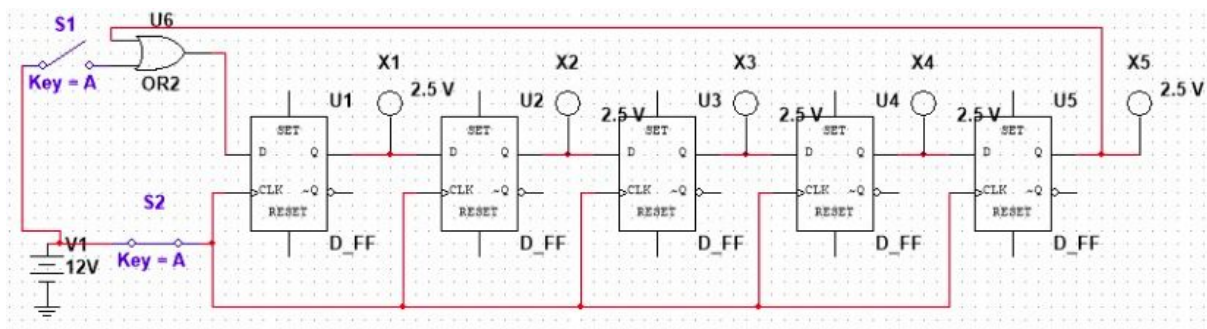 S1
U6
Key = A
OR2
X1
X2
X3
X4
X5
2.5 V
2.5 V
2.5 V
2.5 V
2.5 V
U1
U2
U3
U4
U5
SET
SET
SET
SET
SET
D Q
D Q
D Q
D Q
D Q
CLK ~Q
CLK ~Q
CLK ~Q
CLK ~Q
CLK ~Q
RESET
RESET
RESET
RESET
RESET
D_FF
D_FF
D_FF
D_FF
D_FF
S2
Key = A
V1
12V